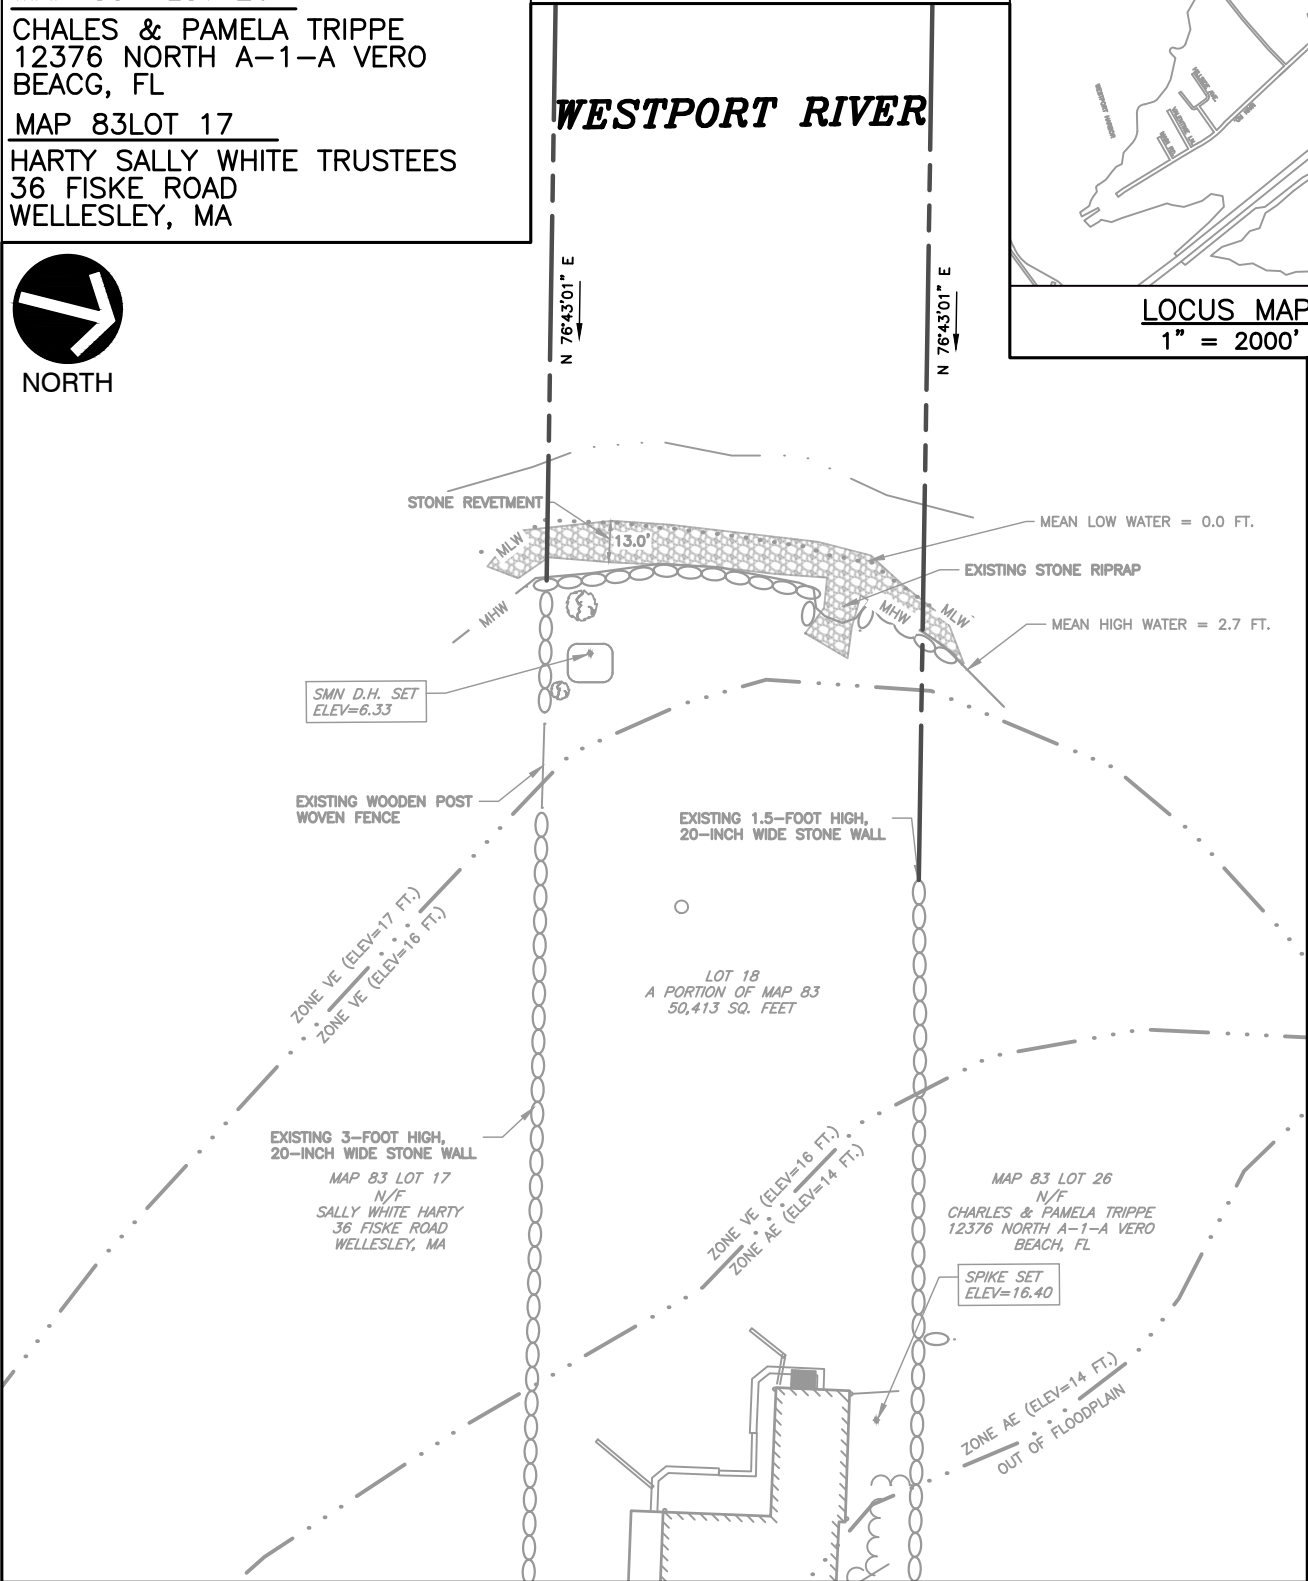 CHALES & PAMELA TRIPPE
12376 NORTH A-1-A VERO
BEACG, FL
MAP 83LOT 17
HARTY SALLY WHITE TRUSTEES
36 FISKE ROAD
WELLESLEY, MA
NORTH
WESTPORT RIVER
WESTPORT HARBOR
LOCUS MAP
1" = 2000'
N 76°43'01" E
N 76°43'01" E
STONE REVETMENT
13.0'
MLW
MHW
MEAN LOW WATER = 0.0 FT.
EXISTING STONE RIPRAP
MHW
MLW
MEAN HIGH WATER = 2.7 FT.
SMN D.H. SET
ELEV=6.33
EXISTING WOODEN POST
WOVEN FENCE
EXISTING 1.5-FOOT HIGH,
20-INCH WIDE STONE WALL
ZONE VE (ELEV=17 FT.)
ZONE VE (ELEV=16 FT.)
LOT 18
A PORTION OF MAP 83
50,413 SQ. FEET
EXISTING 3-FOOT HIGH,
20-INCH WIDE STONE WALL
MAP 83 LOT 17
N/F
SALLY WHITE HARTY
36 FISKE ROAD
WELLESLEY, MA
ZONE VE (ELEV=16 FT.)
ZONE AE (ELEV=14 FT.)
MAP 83 LOT 26
N/F
CHARLES & PAMELA TRIPPE
12376 NORTH A-1-A VERO
BEACH, FL
SPIKE SET
ELEV=16.40
ZONE AE (ELEV=14 FT.)
OUT OF FLOODPLAIN